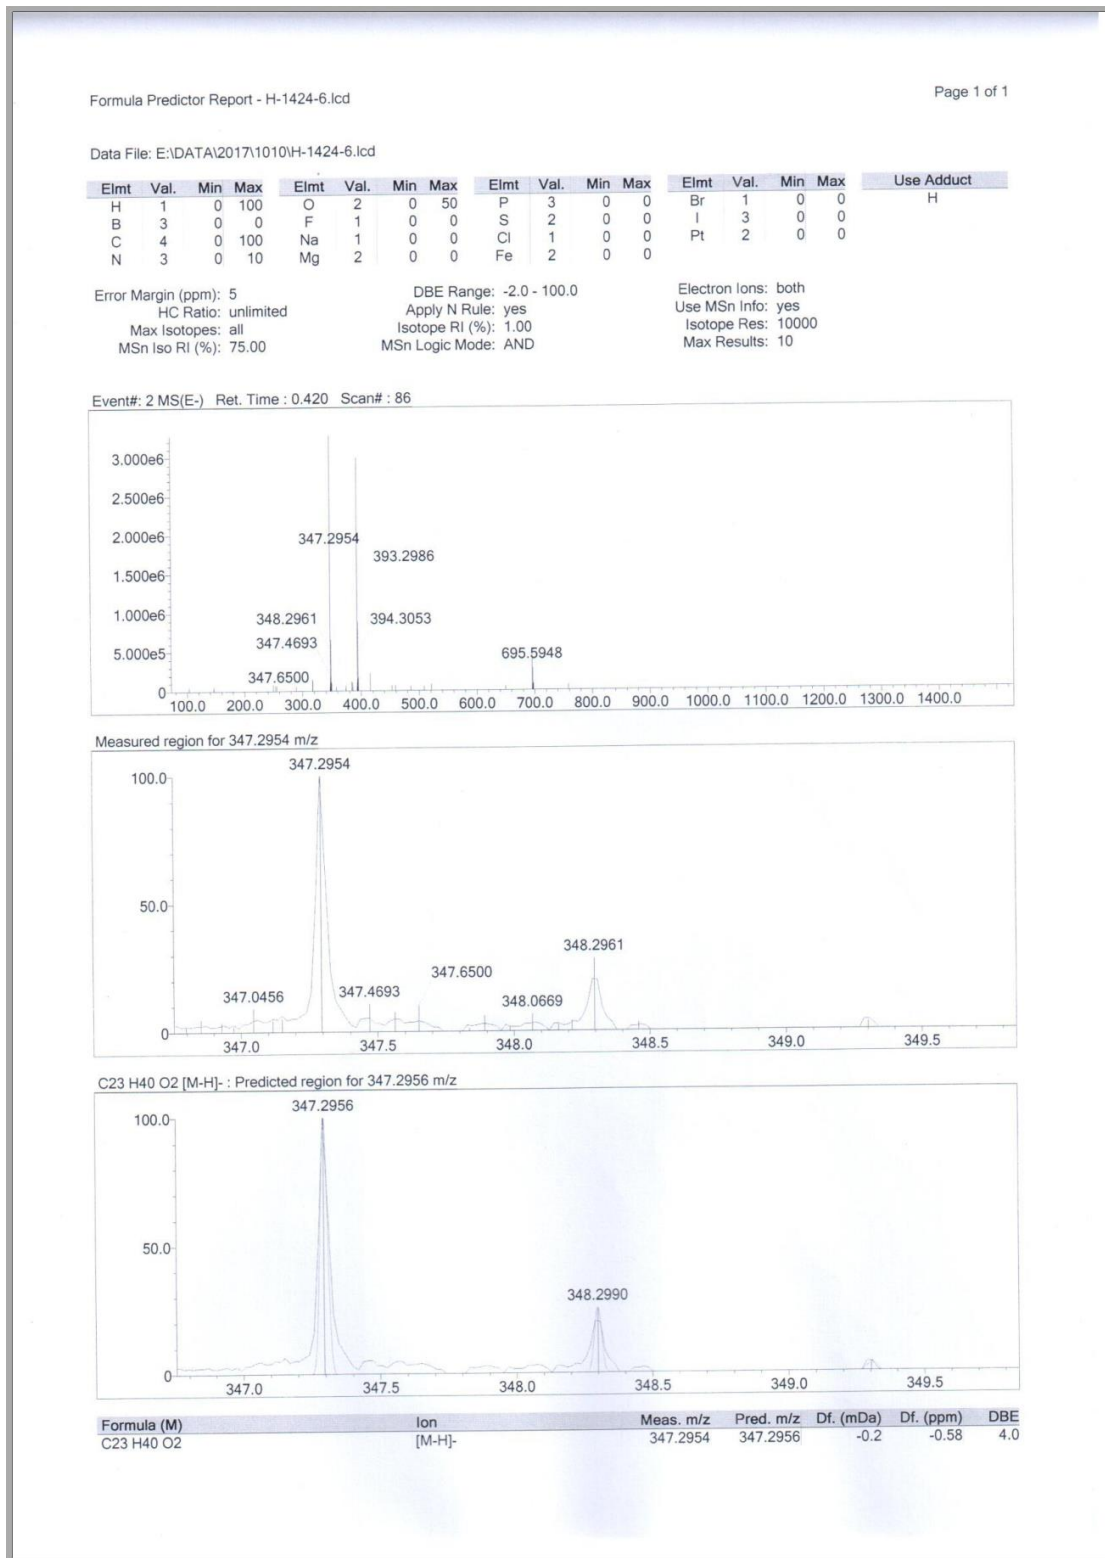 Formula Predictor Report - H-1424-6.lcd Page 1 of 1
Data File: E:\DATA\2017\1010\H-1424-6.lcd
Elmt Val. Min Max Elmt Val. Min Max Elmt Val. Min Max Elmt Val. Min Max Use Adduct
H 1 0 100 O 2 0 50 P 3 0 0 Br 1 0 0 H
B 3 0 0 F 1 0 0 S 2 0 0 I 3 0 0
C 4 0 100 Na 1 0 0 Cl 1 0 0 Pt 2 0 0
N 3 0 10 Mg 2 0 0 Fe 2 0 0
Error Margin (ppm): 5 DBE Range: -2.0 - 100.0 Electron Ions: both
HC Ratio: unlimited Apply N Rule: yes Use MSn Info: yes
Max Isotopes: all Isotope RI (%): 1.00 Isotope Res: 10000
MSn Iso RI (%): 75.00 MSn Logic Mode: AND Max Results: 10
Event#: 2 MS(E-) Ret. Time : 0.420 Scan# : 86
3.000e6
2.500e6
2.000e6 347.2954
393.2986
1.500e6
1.000e6 348.2961 394.3053
347.4693
5.000e5 695.5948
347.6500
0
100.0 200.0 300.0 400.0 500.0 600.0 700.0 800.0 900.0 1000.0 1100.0 1200.0 1300.0 1400.0
Measured region for 347.2954 m/z
347.2954
100.0
50.0
348.2961
347.6500
347.0456 347.4693 348.0669
0
347.0 347.5 348.0 348.5 349.0 349.5
C23 H40 O2 [M-H]- : Predicted region for 347.2956 m/z
347.2956
100.0
50.0
348.2990
0
347.0 347.5 348.0 348.5 349.0 349.5
Formula (M) Ion Meas. m/z Pred. m/z Df. (mDa) Df. (ppm) DBE
C23 H40 O2 [M-H]- 347.2954 347.2956 -0.2 -0.58 4.0